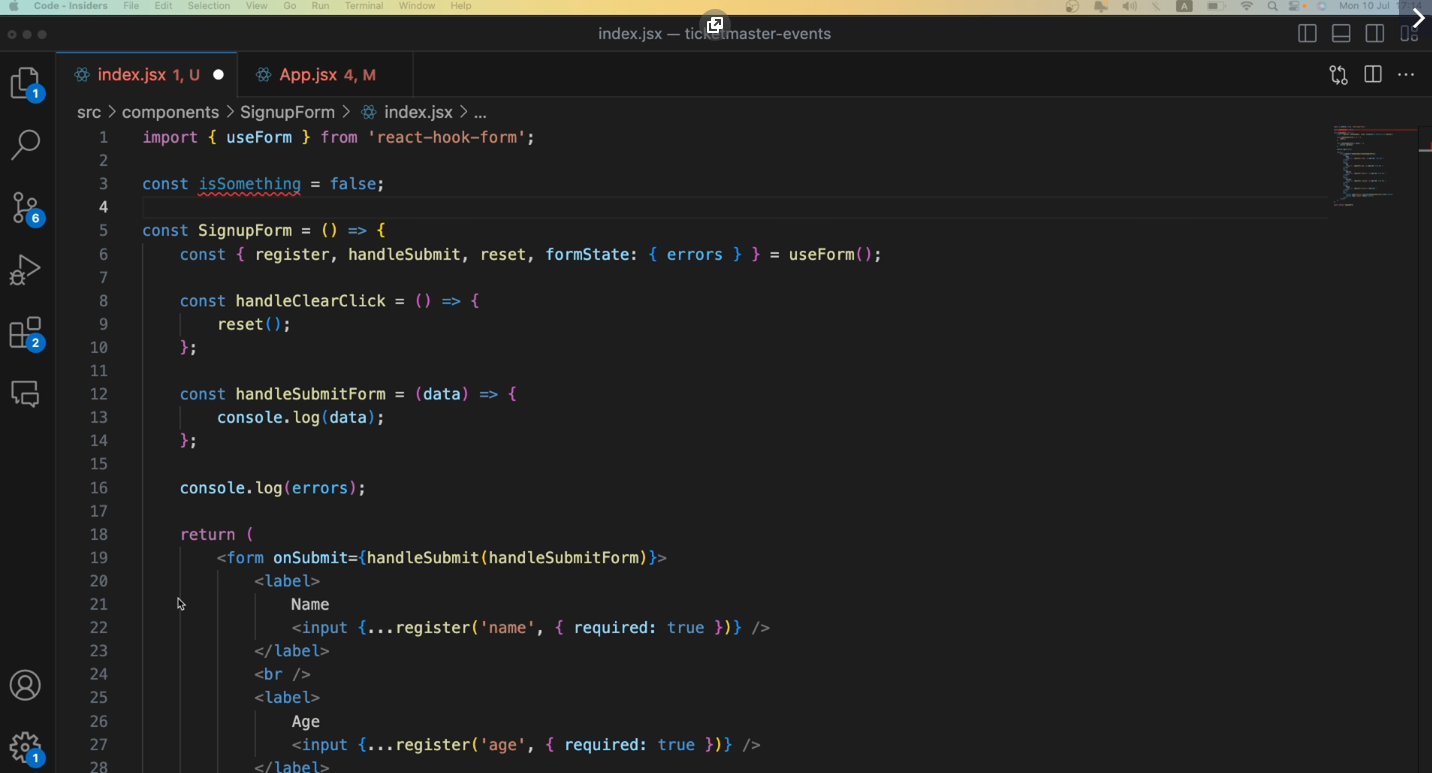 Code - Insiders File Edit Selection View Go Run Terminal Window Help A Mon 10 Jul 17:14
index.jsx — ticketmaster-events
index.jsx 1, U App.jsx 4, M
src > components > SignupForm > index.jsx > ...
1 import { useForm } from 'react-hook-form';
2
3 const isSomething = false;
4
5 const SignupForm = () => {
6 const { register, handleSubmit, reset, formState: { errors } } = useForm();
7
8 const handleClearClick = () => {
9 reset();
10 };
11
12 const handleSubmitForm = (data) => {
13 console.log(data);
14 };
15
16 console.log(errors);
17
18 return (
19 <form onSubmit={handleSubmit(handleSubmitForm)}>
20 <label>
21 Name
22 <input {...register('name', { required: true })} />
23 </label>
24 <br />
25 <label>
26 Age
27 <input {...register('age', { required: true })} />
28 </label>
1
6
2
1